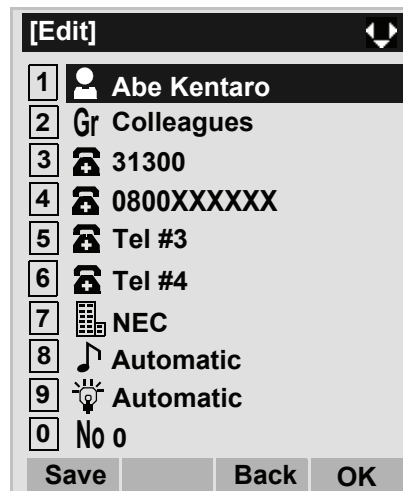 [Edit]
1 Abe Kentaro
2 Gr Colleagues
3 31300
4 0800XXXXXX
5 Tel #3
6 Tel #4
7 NEC
8 Automatic
9 Automatic
0 No 0
Save Back OK